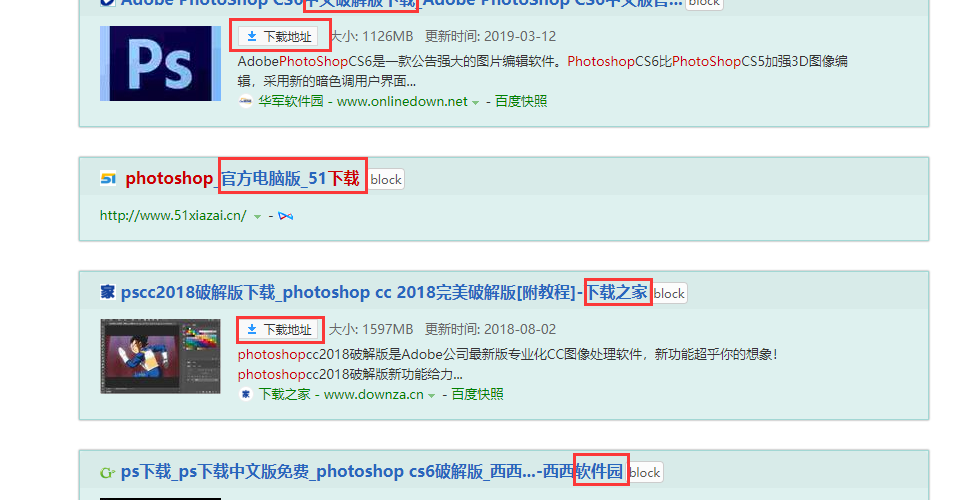 Adobe PhotoShop CS6中文破解版下载_Adobe PhotoShop CS6中文版官... block
Ps
下载地址 大小: 1126MB 更新时间: 2019-03-12
AdobePhotoShopCS6是一款公告强大的图片编辑软件。PhotoshopCS6比PhotoShopCS5加强3D图像编
辑，采用新的暗色调用户界面...
华军软件园 - www.onlinedown.net - 百度快照
51 photoshop_官方电脑版_51下载 block
http://www.51xiazai.cn/ -
家 pscc2018破解版下载_photoshop cc 2018完美破解版[附教程]-下载之家 block
下载地址 大小: 1597MB 更新时间: 2018-08-02
photoshopcc2018破解版是Adobe公司最新版专业化CC图像处理软件，新功能超乎你的想象！
photoshopcc2018破解版新功能给力...
家 下载之家 - www.downza.cn - 百度快照
ps下载_ps下载中文版免费_photoshop cs6破解版_西西...-西西软件园 block